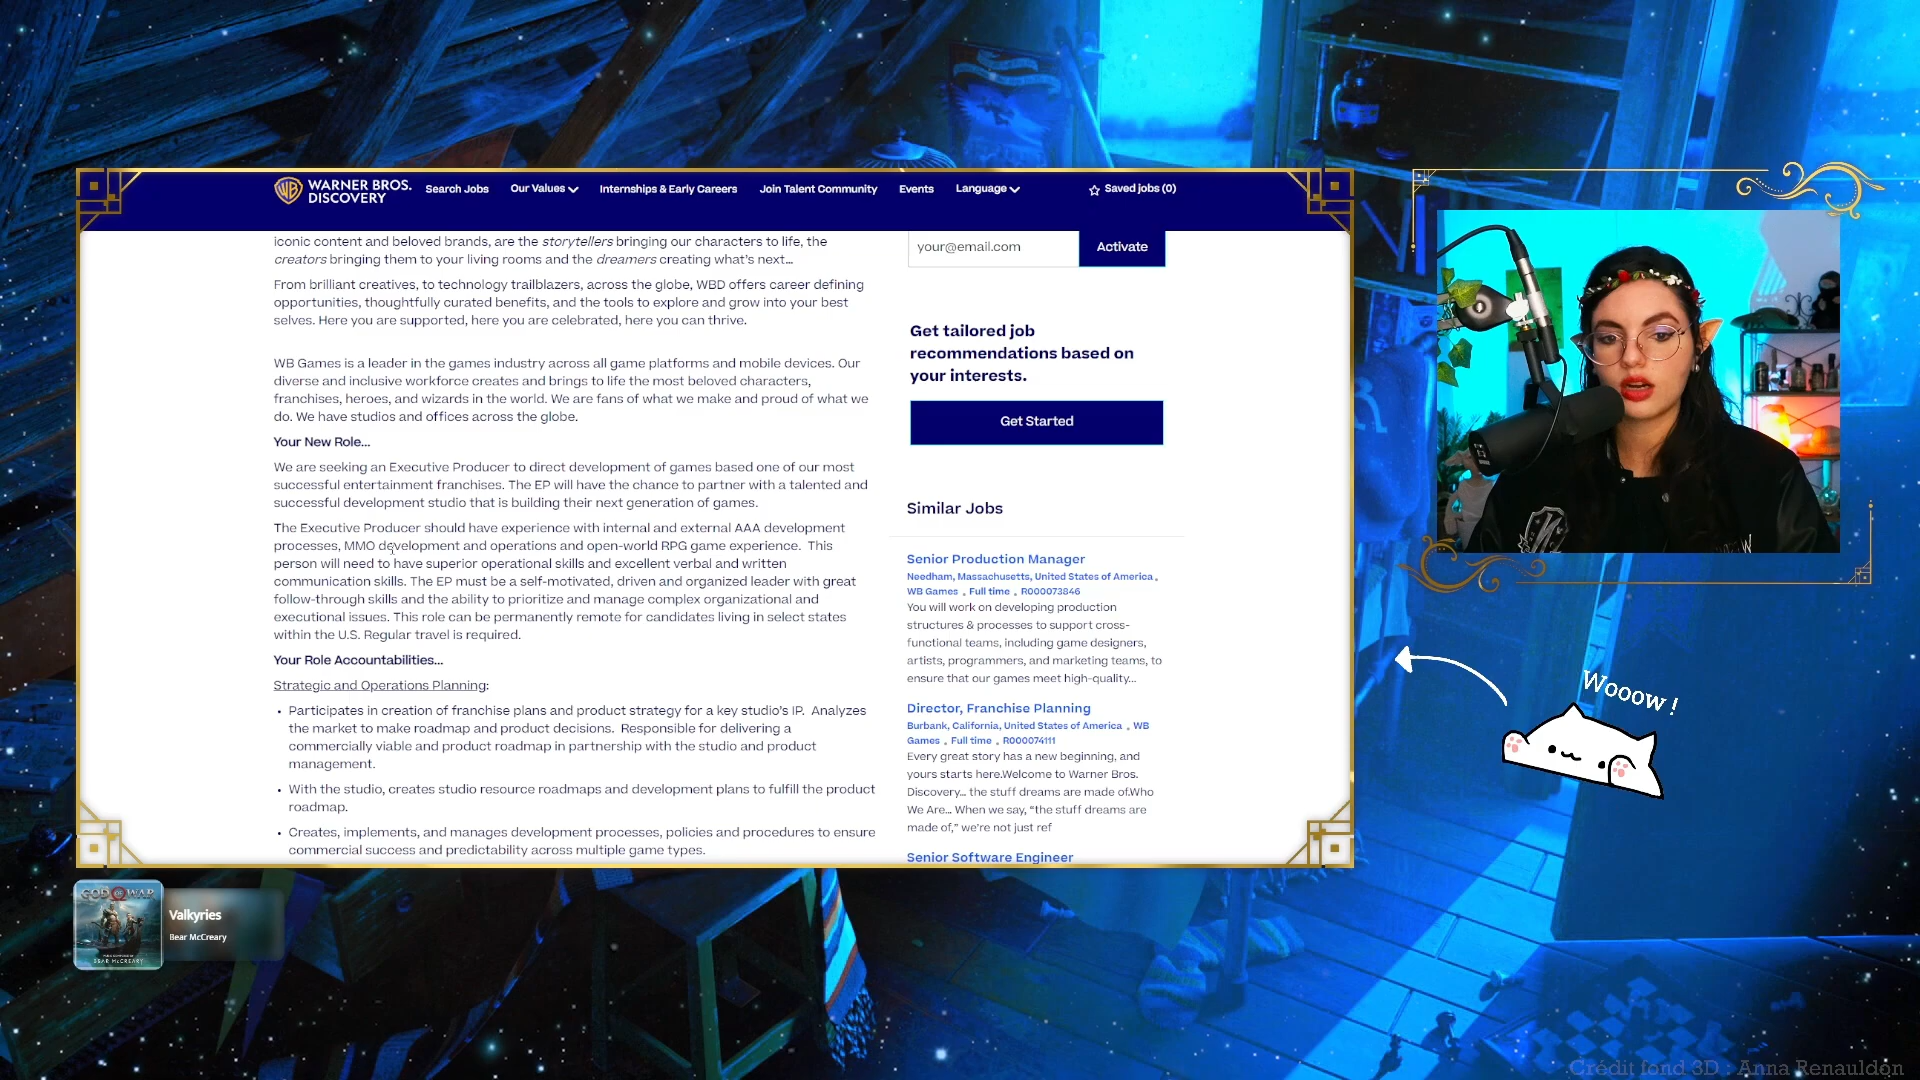 WARNER BROS.
DISCOVERY
Search Jobs
Our Values
Internships & Early Careers
Join Talent Community
Events
Language
Saved jobs (0)
iconic content and beloved brands, are the storytellers bringing our characters to life, the
creators bringing them to your living rooms and the dreamers creating what's next...
From brilliant creatives, to technology trailblazers, across the globe, WBD offers career defining
opportunities, thoughtfully curated benefits, and the tools to explore and grow into your best
selves. Here you are supported, here you are celebrated, here you can thrive.
WB Games is a leader in the games industry across all game platforms and mobile devices. Our
diverse and inclusive workforce creates and brings to life the most beloved characters,
franchises, heroes, and wizards in the world. We are fans of what we make and proud of what we
do. We have studios and offices across the globe.
Your New Role...
We are seeking an Executive Producer to direct development of games based one of our most
successful entertainment franchises. The EP will have the chance to partner with a talented and
successful development studio that is building their next generation of games.
The Executive Producer should have experience with internal and external AAA development
processes, MMO development and operations and open-world RPG game experience. This
person will need to have superior operational skills and excellent verbal and written
communication skills. The EP must be a self-motivated, driven and organized leader with great
follow-through skills and the ability to prioritize and manage complex organizational and
executional issues. This role can be permanently remote for candidates living in select states
within the U.S. Regular travel is required.
Your Role Accountabilities...
Strategic and Operations Planning:
• Participates in creation of franchise plans and product strategy for a key studio's IP. Analyzes
the market to make roadmap and product decisions. Responsible for delivering a
commercially viable and product roadmap in partnership with the studio and product
management.
• With the studio, creates studio resource roadmaps and development plans to fulfill the product
roadmap.
• Creates, implements, and manages development processes, policies and procedures to ensure
commercial success and predictability across multiple game types.
your@email.com
Activate
Get tailored job
recommendations based on
your interests.
Get Started
Similar Jobs
Senior Production Manager
Needham, Massachusetts, United States of America
WB Games • Full time • R000073846
You will work on developing production
structures & processes to support cross-
functional teams, including game designers,
artists, programmers, and marketing teams, to
ensure that our games meet high-quality...
Director, Franchise Planning
Burbank, California, United States of America • WB
Games • Full time • R000074111
Every great story has a new beginning, and
yours starts here.Welcome to Warner Bros.
Discovery... the stuff dreams are made of.Who
We Are... When we say, "the stuff dreams are
made of," we're not just ref
Senior Software Engineer
Wooow !
GOD OF WAR
BEAR McCREARY
Valkyries
Bear McCreary
Crédit fond 3D : Anna Renauldon